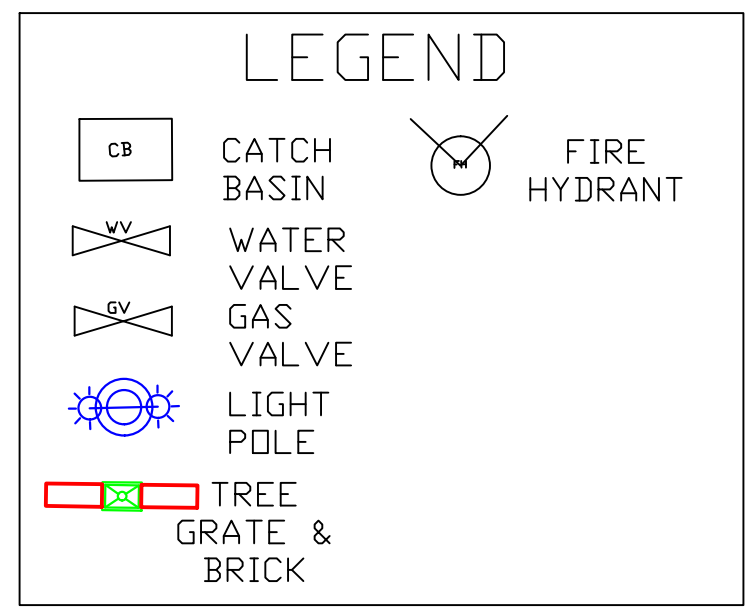 LEGEND
CB
CATCH
BASIN
FH
FIRE
HYDRANT
WV
WATER
VALVE
GV
GAS
VALVE
LIGHT
POLE
TREE
GRATE &
BRICK